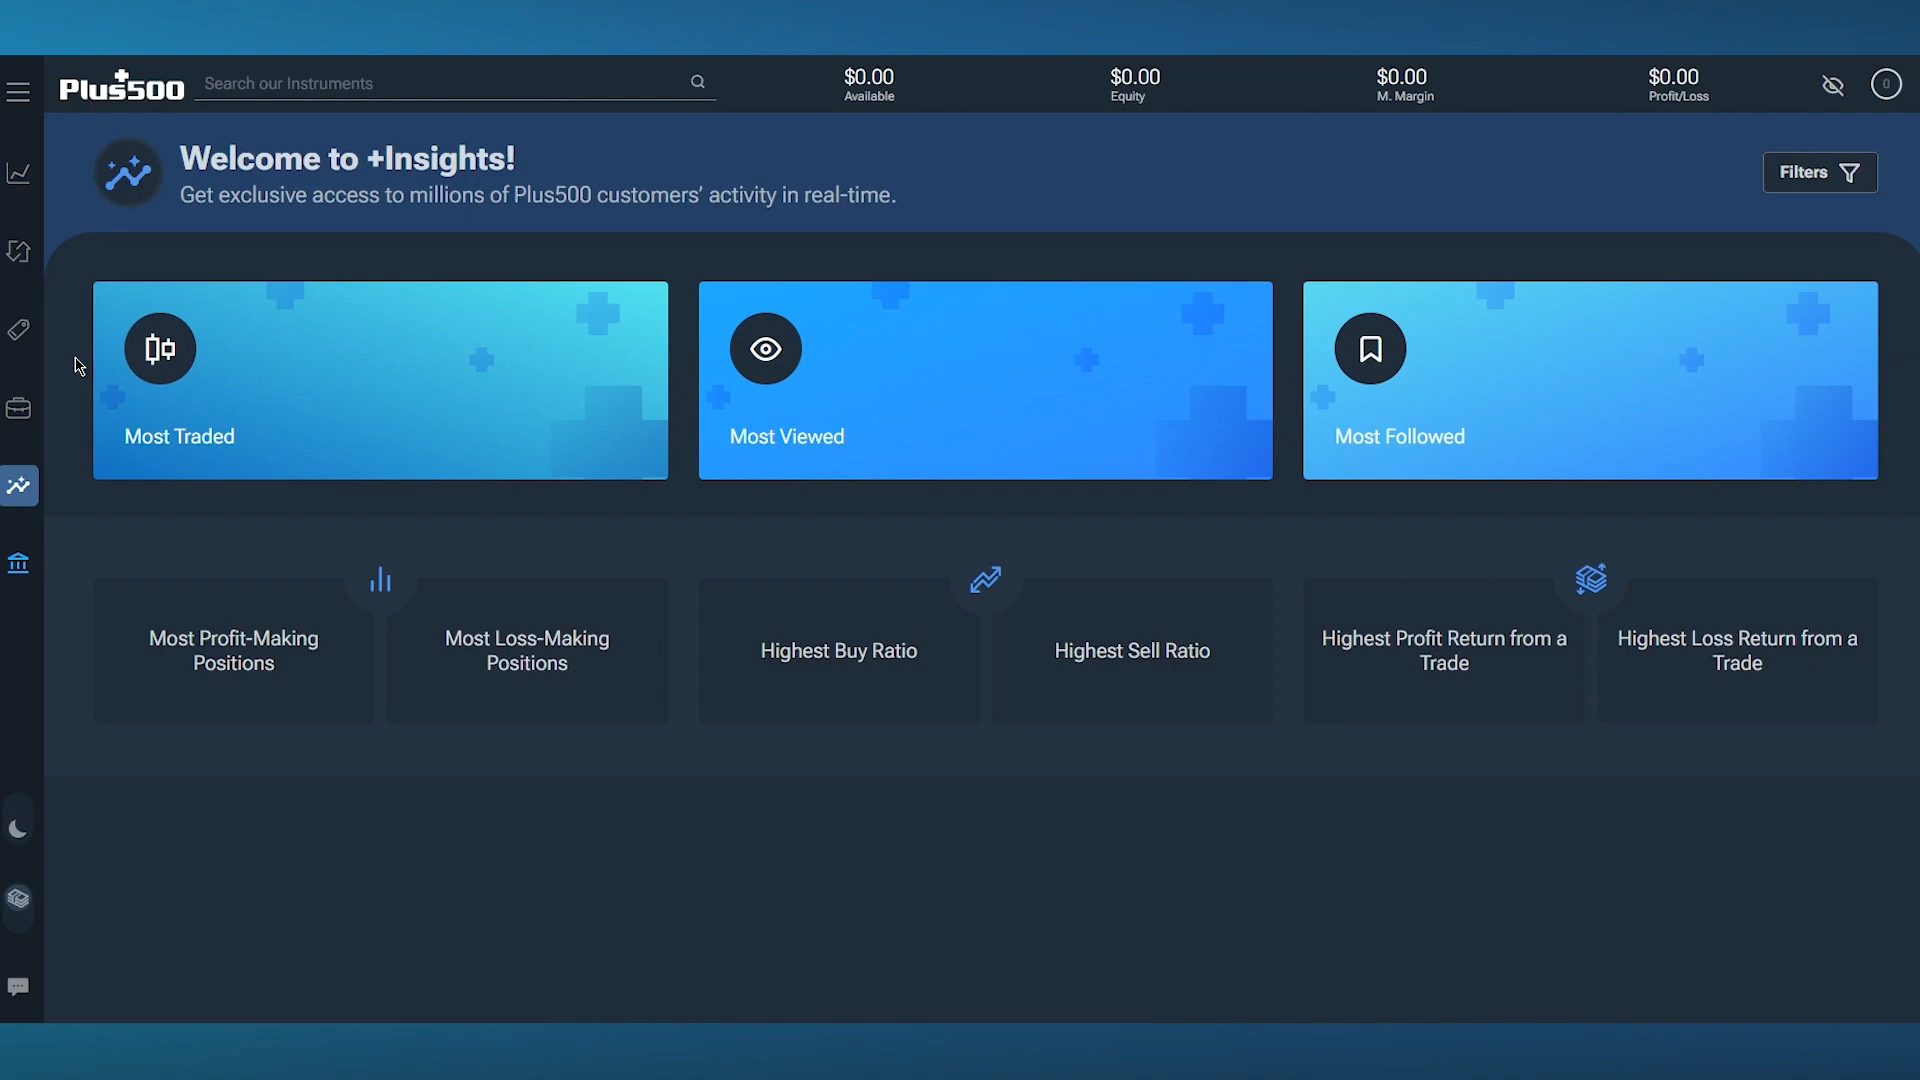 Plus500
Search our Instruments
$0.00
Available
$0.00
Equity
$0.00
M. Margin
$0.00
Profit/Loss
0
Welcome to +Insights!
Get exclusive access to millions of Plus500 customers’ activity in real-time.
Filters
Most Traded
Most Viewed
Most Followed
Most Profit-Making
Positions
Most Loss-Making
Positions
Highest Buy Ratio
Highest Sell Ratio
Highest Profit Return from a
Trade
Highest Loss Return from a
Trade